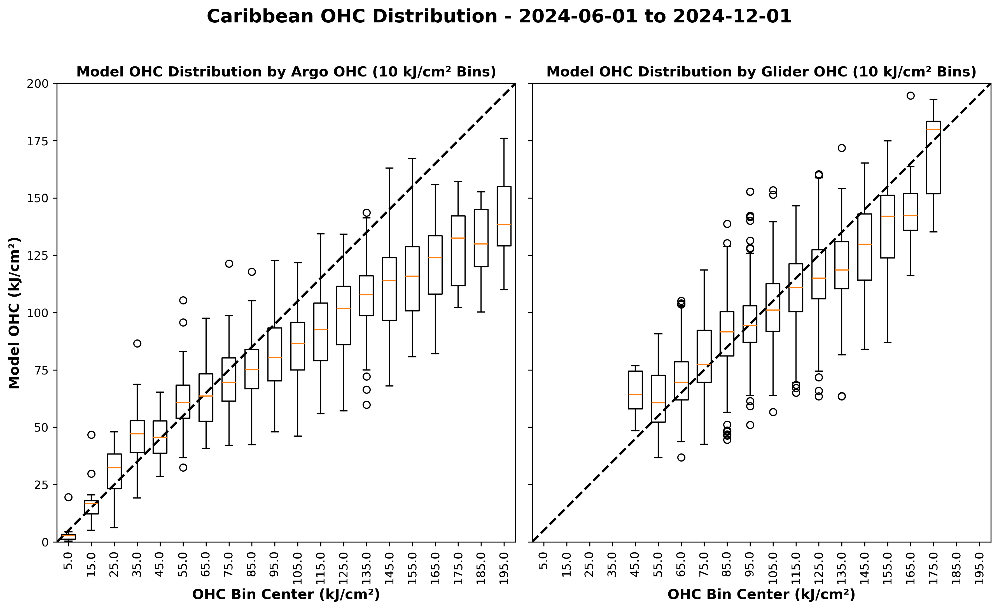 Caribbean OHC Distribution - 2024-06-01 to 2024-12-01
Model OHC Distribution by Argo OHC (10 kJ/cm² Bins)
Model OHC Distribution by Glider OHC (10 kJ/cm² Bins)
Model OHC (kJ/cm²)
200
175
150
125
100
75
50
25
0
5.0 15.0 25.0 35.0 45.0 55.0 65.0 75.0 85.0 95.0 105.0 115.0 125.0 135.0 145.0 155.0 165.0 175.0 185.0 195.0
5.0 15.0 25.0 35.0 45.0 55.0 65.0 75.0 85.0 95.0 105.0 115.0 125.0 135.0 145.0 155.0 165.0 175.0 185.0 195.0
OHC Bin Center (kJ/cm²)
OHC Bin Center (kJ/cm²)